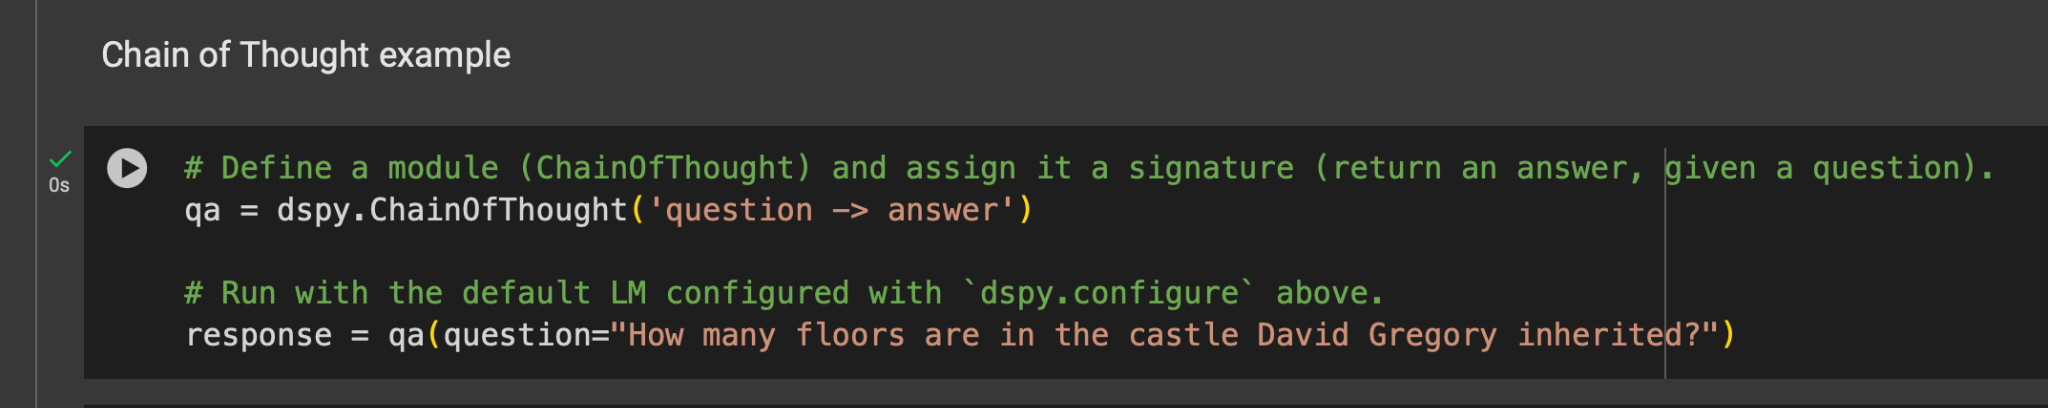 Chain of Thought example
# Define a module (ChainOfThought) and assign it a signature (return an answer, given a question).
0s
qa = dspy.ChainOfThought('question -> answer')
# Run with the default LM configured with `dspy.configure` above.
response = qa(question="How many floors are in the castle David Gregory inherited?")